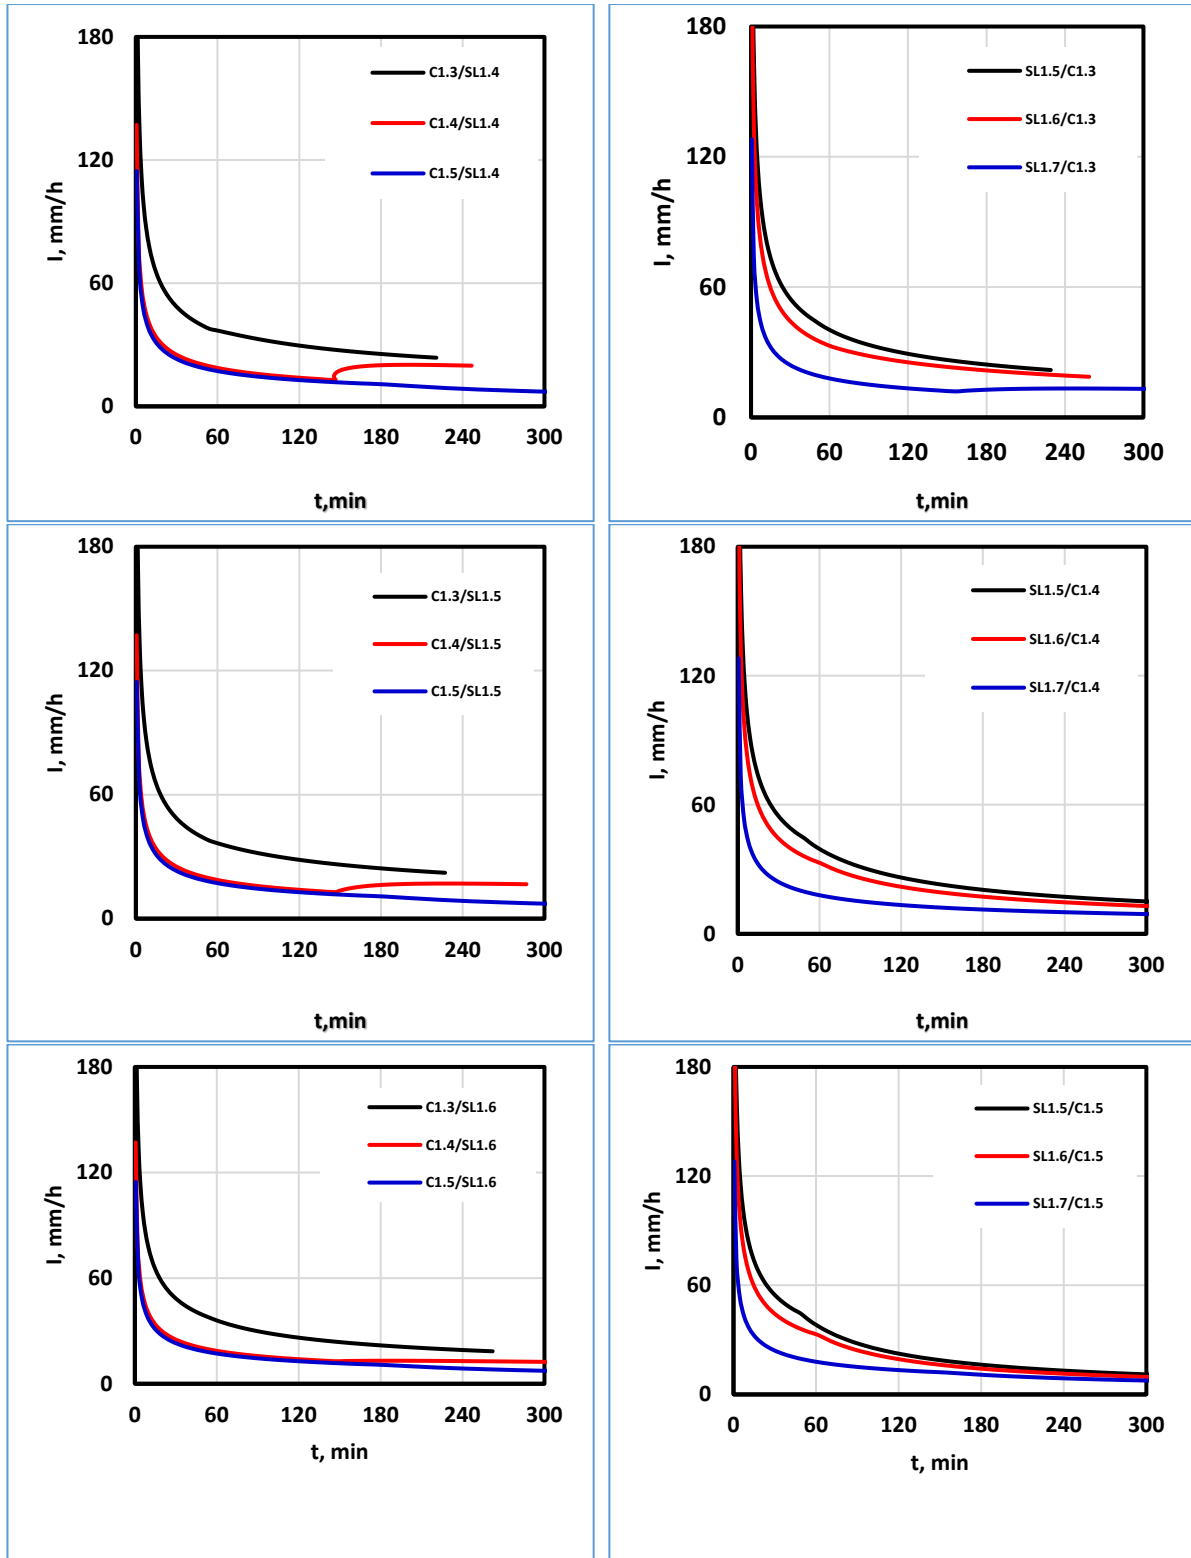 180
120
60
0
I, mm/h
C1.3/SL1.4
C1.4/SL1.4
C1.5/SL1.4
0 60 120 180 240 300
t,min
180
120
60
0
I, mm/h
SL1.5/C1.3
SL1.6/C1.3
SL1.7/C1.3
0 60 120 180 240 300
t,min
180
120
60
0
I, mm/h
C1.3/SL1.5
C1.4/SL1.5
C1.5/SL1.5
0 60 120 180 240 300
t,min
180
120
60
0
I, mm/h
SL1.5/C1.4
SL1.6/C1.4
SL1.7/C1.4
0 60 120 180 240 300
t,min
180
120
60
0
I, mm/h
C1.3/SL1.6
C1.4/SL1.6
C1.5/SL1.6
0 60 120 180 240 300
t, min
180
120
60
0
I, mm/h
SL1.5/C1.5
SL1.6/C1.5
SL1.7/C1.5
0 60 120 180 240 300
t, min